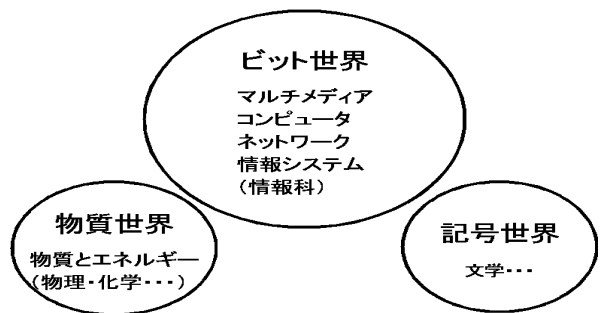 ビット世界
マルチメディア
コンピュータ
ネットワーク
情報システム
（情報科）
物質世界
物質とエネルギー
（物理・化学・・・）
記号世界
文学・・・